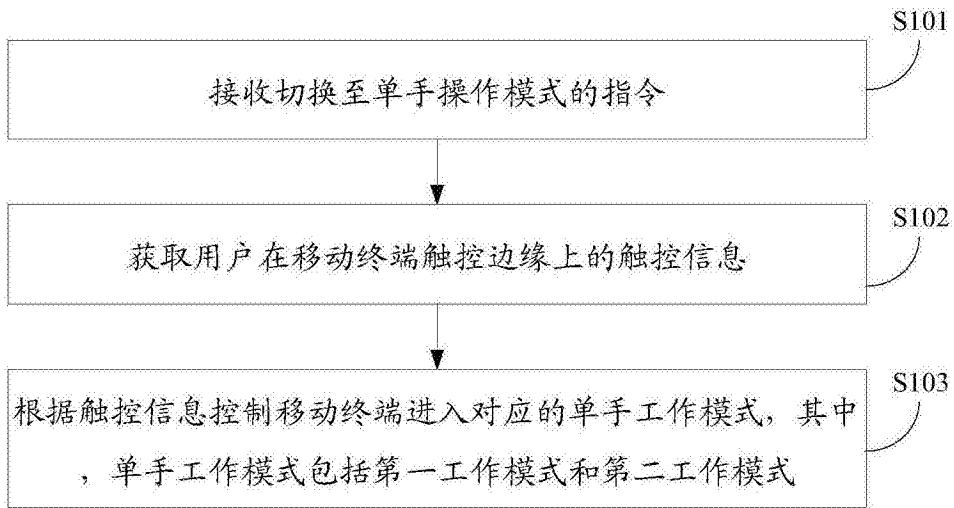 S101
接收切换至单手操作模式的指令
S102
获取用户在移动终端触控边缘上的触控信息
S103
根据触控信息控制移动终端进入对应的单手工作模式，其中
，单手工作模式包括第一工作模式和第二工作模式